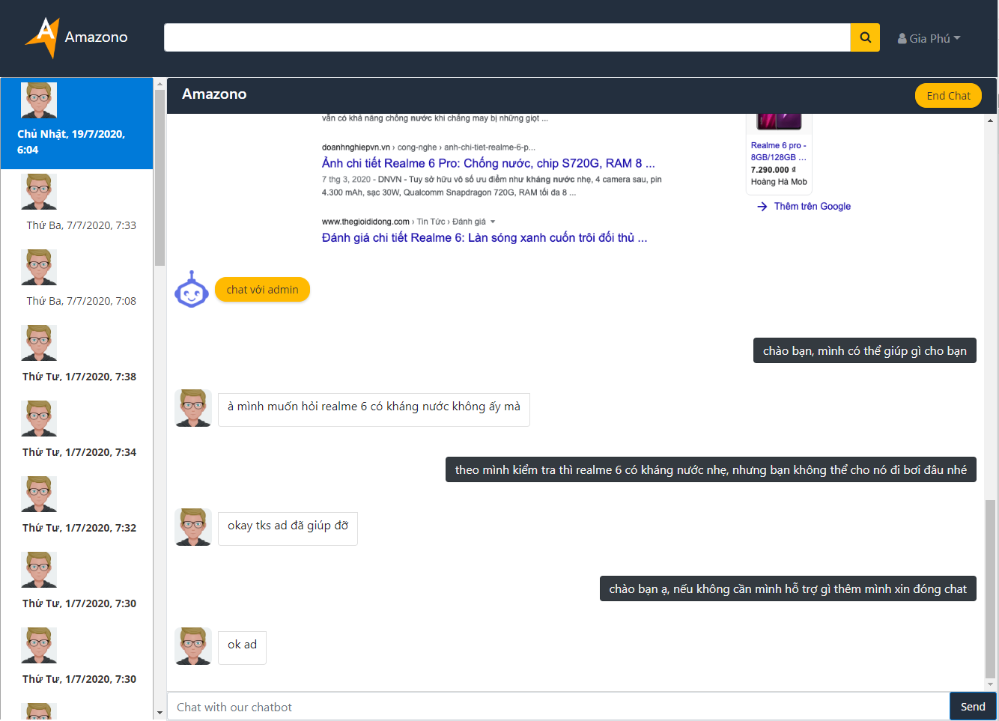 Amazono
Gia Phú
Chủ Nhật, 19/7/2020,
6:04
Thứ Ba, 7/7/2020, 7:33
Thứ Ba, 7/7/2020, 7:08
Thứ Tư, 1/7/2020, 7:38
Thứ Tư, 1/7/2020, 7:34
Thứ Tư, 1/7/2020, 7:32
Thứ Tư, 1/7/2020, 7:30
Thứ Tư, 1/7/2020, 7:30
Amazono
End Chat
vẫn có khả năng chống nước khi chẳng may bị những giọt ...
doanhnghiepvn.vn › cong-nghe › anh-chi-tiet-realme-6-p...
Ảnh chi tiết Realme 6 Pro: Chống nước, chip S720G, RAM 8 ...
7 thg 3, 2020 - DNVN - Tuy sở hữu vô số ưu điểm như kháng nước nhẹ, 4 camera sau, pin
4.300 mAh, sạc 30W, Qualcomm Snapdragon 720G, RAM tối đa 8 ...
www.thegioididong.com › Tin Tức › Đánh giá
Đánh giá chi tiết Realme 6: Làn sóng xanh cuốn trôi đối thủ ...
Realme 6 pro -
8GB/128GB ...
7.290.000 ₫
Hoàng Hà Mob
Thêm trên Google
chat với admin
chào bạn, mình có thể giúp gì cho bạn
à mình muốn hỏi realme 6 có kháng nước không ấy mà
theo mình kiểm tra thì realme 6 có kháng nước nhẹ, nhưng bạn không thể cho nó đi bơi đâu nhé
okay tks ad đã giúp đỡ
chào bạn ạ, nếu không cần mình hỗ trợ gì thêm mình xin đóng chat
ok ad
Chat with our chatbot
Send